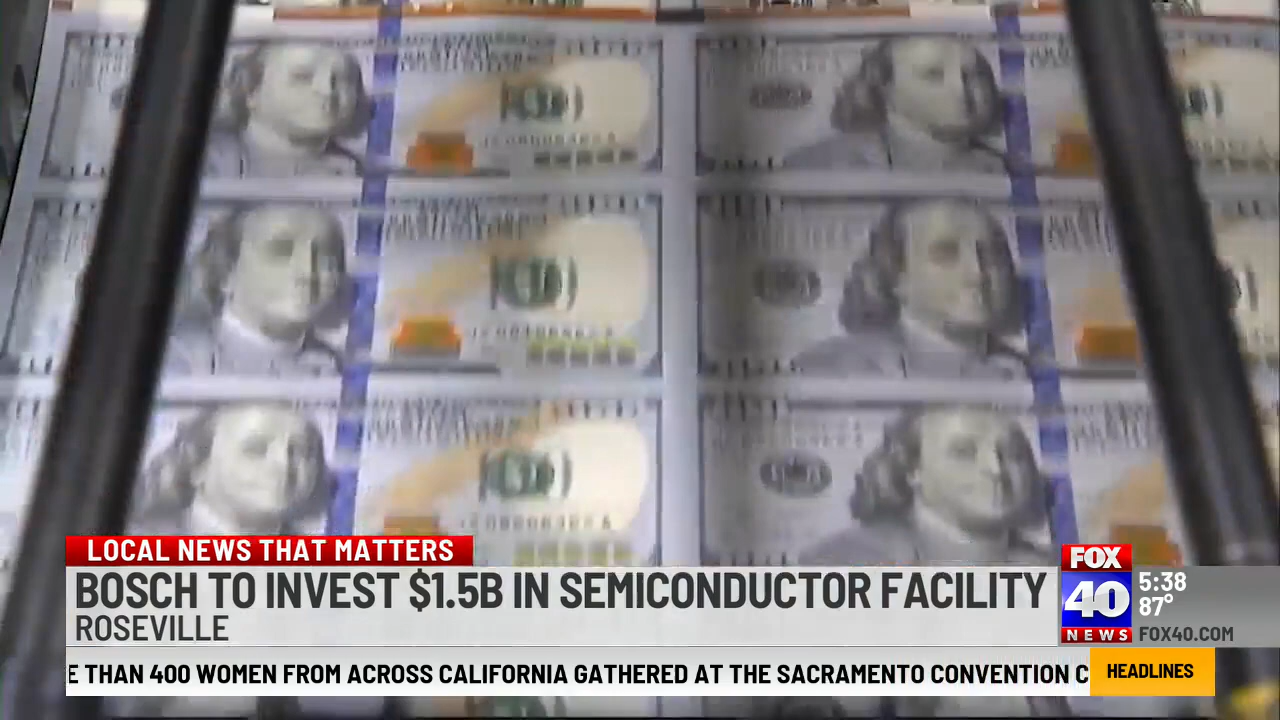 LOCAL NEWS THAT MATTERS
BOSCH TO INVEST $1.5B IN SEMICONDUCTOR FACILITY
ROSEVILLE
FOX
40
NEWS
5:38
87°
FOX40.COM
E THAN 400 WOMEN FROM ACROSS CALIFORNIA GATHERED AT THE SACRAMENTO CONVENTION C
HEADLINES